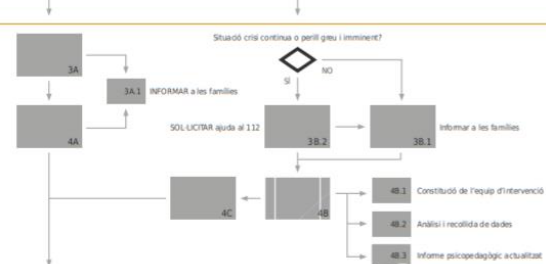 Situació crisi continua o perill greu i imminent?
3A
SÍ
NO
3A.1 INFORMAR a les famílies
4A
SOL·LICITAR ajuda al 112
3B.2
3B.1
Informar a les famílies
4C
4B
4B.1 Constitució de l'equip d'intervenció
4B.2 Anàlisi i recollida de dades
4B.3 Informe psicopedagògic actualitzat